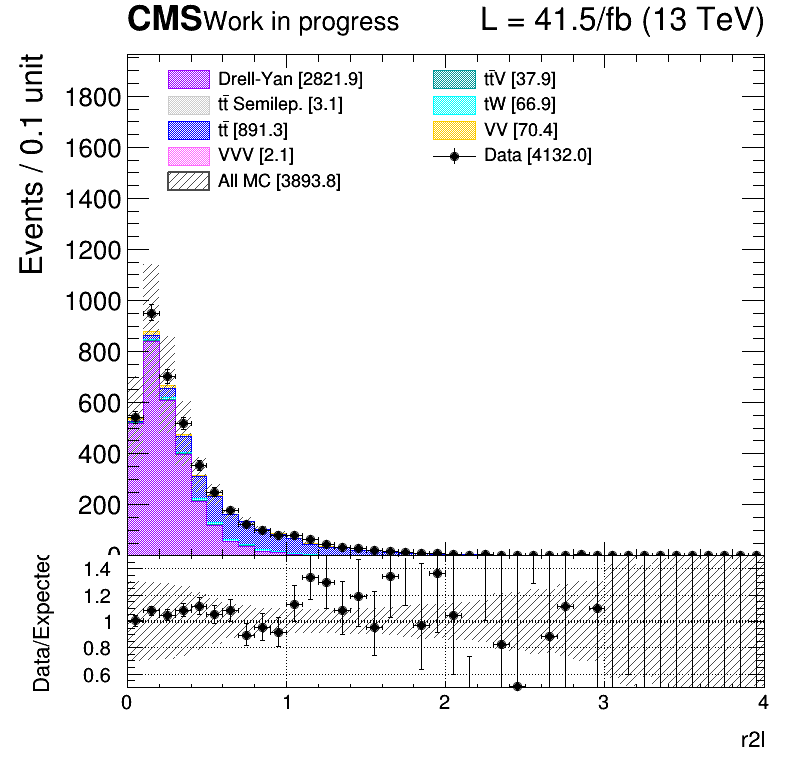 CMS Work in progress L = 41.5/fb (13 TeV)
Events / 0.1 unit
Drell-Yan [2821.9]
tt̄ Semilep. [3.1]
tt̄ [891.3]
VVV [2.1]
All MC [3893.8]
tt̄V [37.9]
tW [66.9]
VV [70.4]
Data [4132.0]
1800
1600
1400
1200
1000
800
600
400
200
0
Data/Expected
1.4
1.2
1
0.8
0.6
0 1 2 3 4
r2l